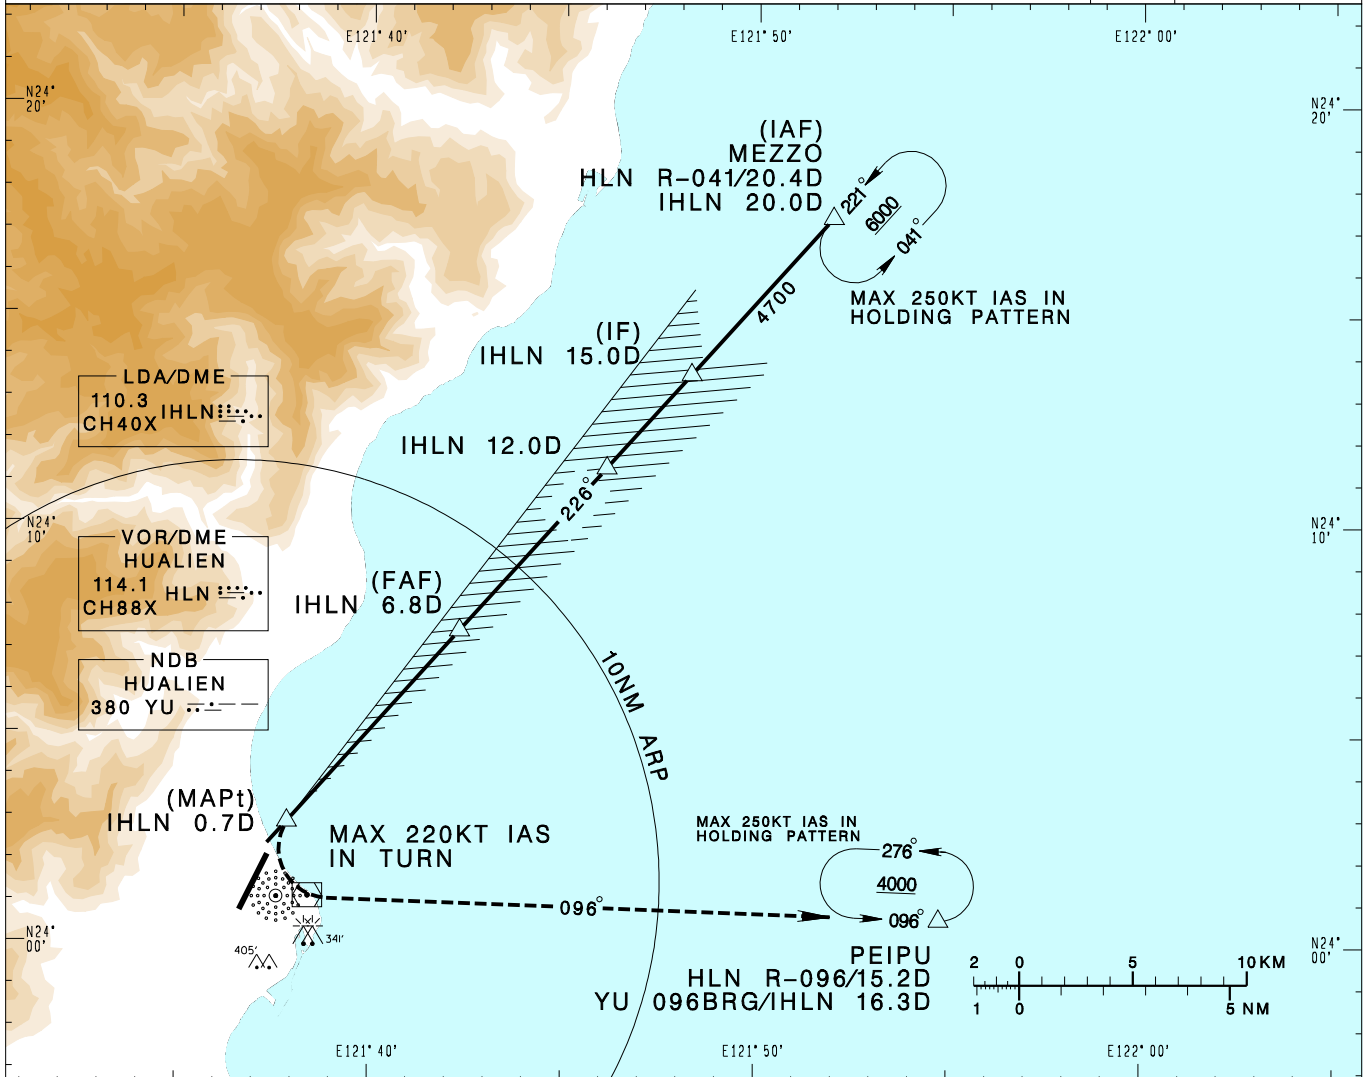 E121° 40'
E121° 50'
E122° 00'
N24°
20'
N24°
20'
(IAF)
MEZZO
HLN R-041/20.4D
IHLN 20.0D
221°
6000
041°
MAX 250KT IAS IN
HOLDING PATTERN
4700
(IF)
IHLN 15.0D
LDA/DME
110.3
CH40X
IHLN
IHLN 12.0D
226°
N24°
10'
N24°
10'
VOR/DME
HUALIEN
114.1
CH88X
HLN
(FAF)
IHLN 6.8D
NDB
HUALIEN
380 YU
10NM ARP
(MAPt)
IHLN 0.7D
MAX 220KT IAS
IN TURN
MAX 250KT IAS IN
HOLDING PATTERN
276°
4000
096°
096°
N24°
00'
N24°
00'
405'
341'
PEIPU
HLN R-096/15.2D
YU 096BRG/IHLN 16.3D
2 0 5 10KM
1 0 5 NM
E121° 40'
E121° 50'
E122° 00'